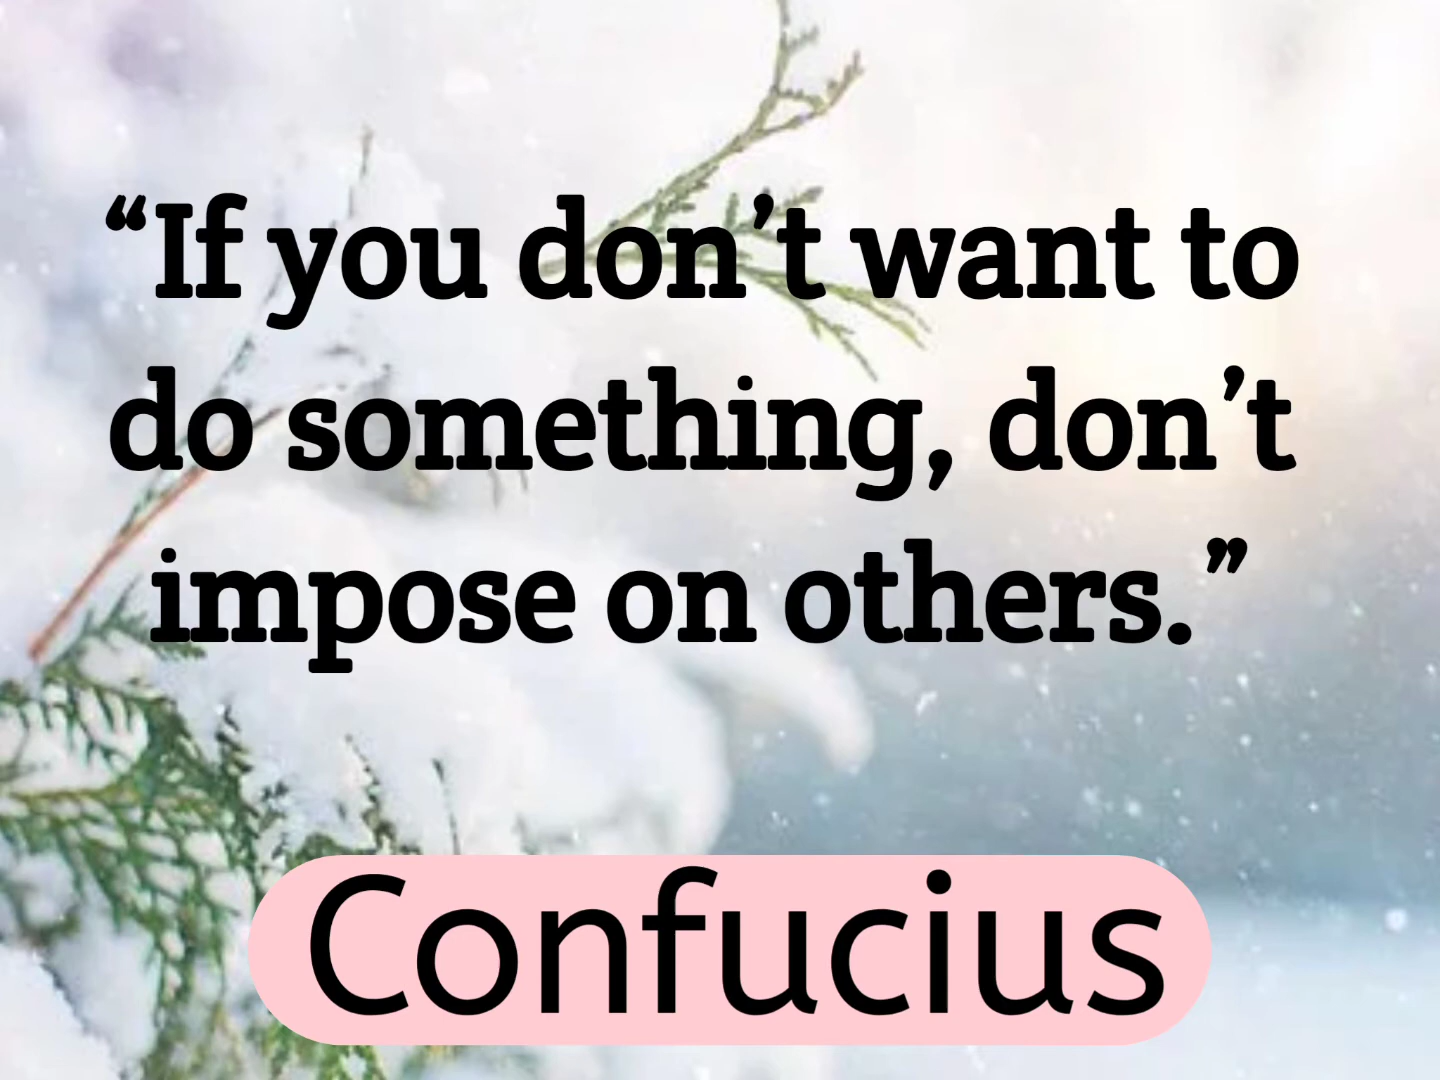 “If you don’t want to
do something, don’t
impose on others.”
Confucius